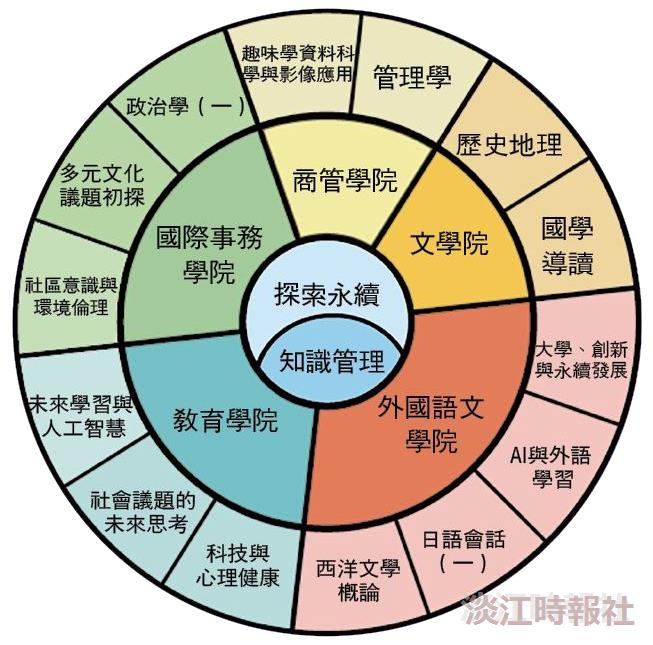 趣味學資料科
學與影像應用
管理學
歷史地理
國學
導讀
大學、創新
與永續發展
AI與外語
學習
日語會話
(一)
西洋文學
概論
科技與
心理健康
社會議題的
未來思考
未來學習與
人工智慧
社區意識與
環境倫理
多元文化
議題初探
政治學(一)
商管學院
文學院
外國語文
學院
教育學院
國際事務
學院
探索永續
知識管理
淡江時報社